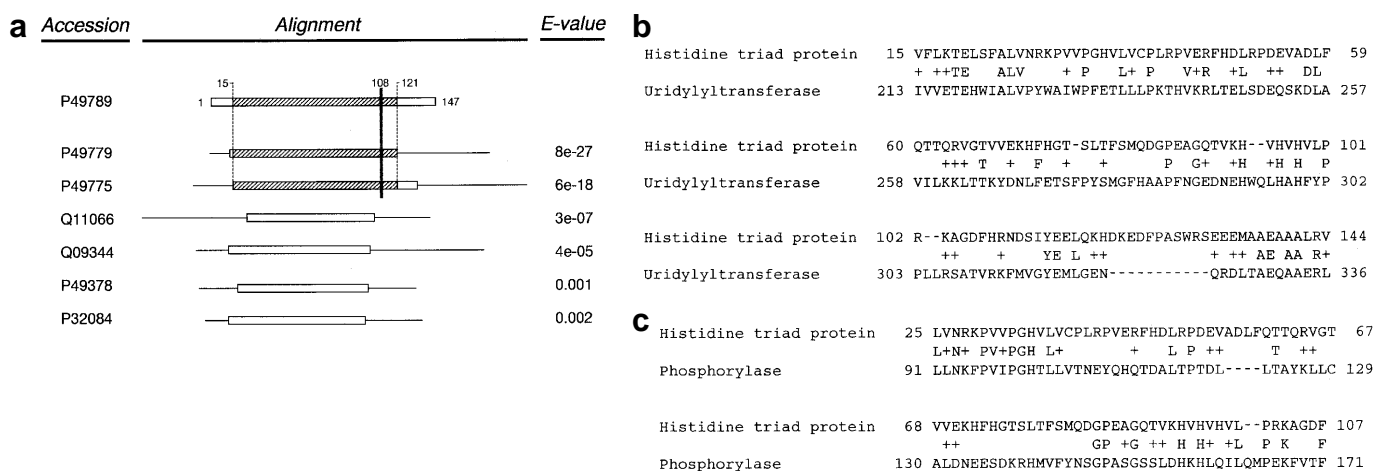 a
Accession Alignment E-value
15 108 121
P49789 1 147
P49779 8e-27
P49775 6e-18
Q11066 3e-07
Q09344 4e-05
P49378 0.001
P32084 0.002
b
Histidine triad protein 15 VFLKTELSFALVNRKPVVPGHVLVCPLRPVERFHDLRPDEVADLF 59
+ ++TE ALV + P L+ P V+R +L ++ DL
Uridylyltransferase 213 IVVETEHWIALVPYWAIWPFETLLLPKTHVKRLTELSDEQSKDLA 257
Histidine triad protein 60 QTTQRVGTVVEKHFHGT-SLTFSMQDGPEAGQTVKH--VHVHVLP 101
+++ T + F + + P G+ +H +H H P
Uridylyltransferase 258 VILKKLTTKYDNLFETSFPYSMGFHAAPFNGEDNEHWQLHAHFYP 302
Histidine triad protein 102 R--KAGDFHRNDSIYEELQKHDKEDFPASWRSEEEMAAEAAALRV 144
++ + YE L ++ + ++ AE AA R+
Uridylyltransferase 303 PLLRSATVRKFMVGYEMLGEN-----------QRDLTAEQAAERL 336
c
Histidine triad protein 25 LVNRKPVVPGHVLVCPLRPVERFHDLRPDEVADLFQTTQRVGT 67
L+N+ PV+PGH L+ + L P ++ T ++
Phosphorylase 91 LLNKFPVIPGHTLLVTNEYQHQTDALTPTDL----LTAYKLLC 129
Histidine triad protein 68 VVEKHFHGTSLTFSMQDGPEAGQTVKHVHVHVL--PRKAGDF 107
++ GP +G ++ H H+ +L P K F
Phosphorylase 130 ALDNEESDKRHMVFYNSGPASGSSLDHKHLQILQMPEKFVTF 171